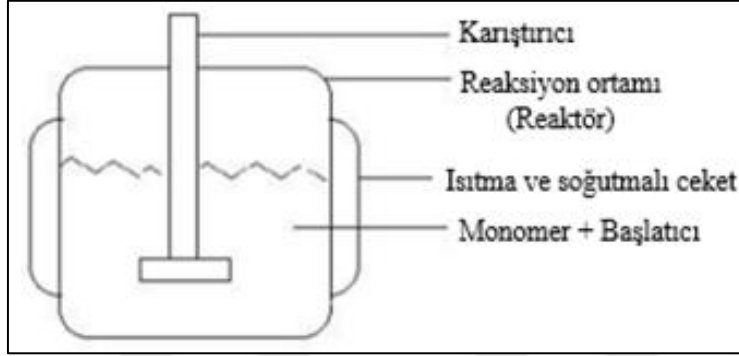 Karıştırıcı
Reaksiyon ortamı
(Reaktör)
Isıtma ve soğutmalı ceket
Monomer + Başlatıcı